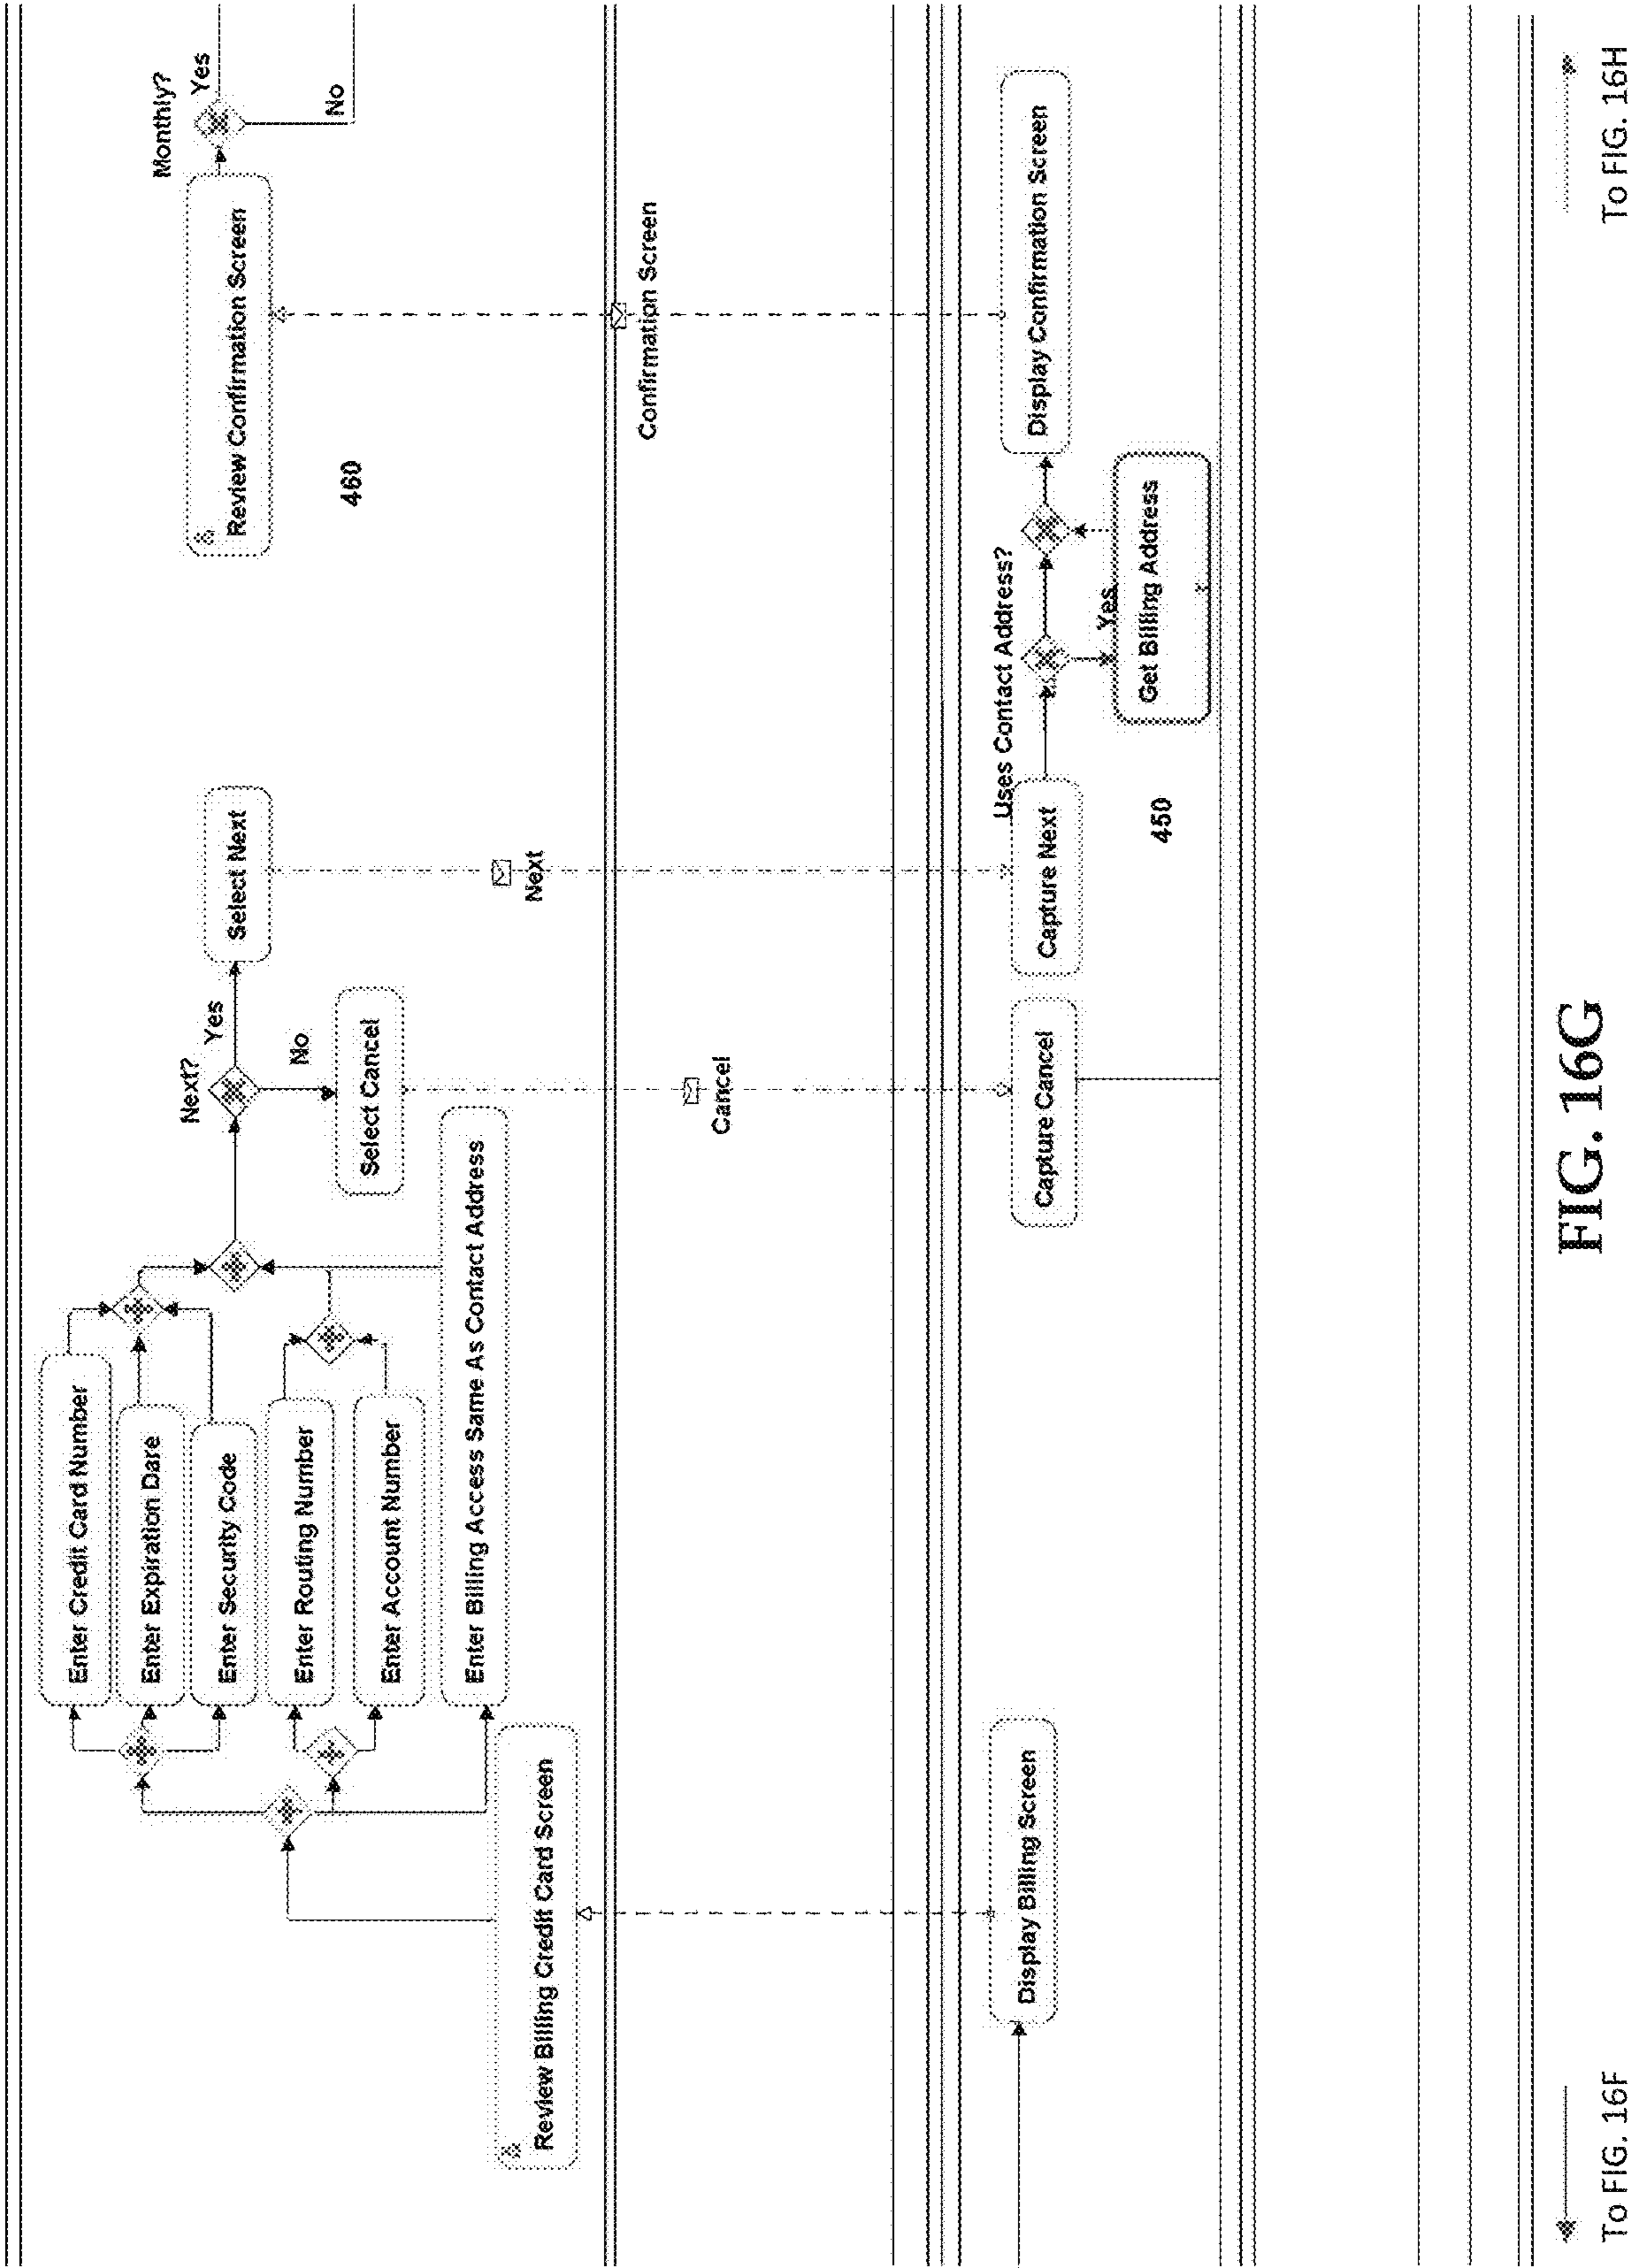 Enter Credit Card Number
Enter Expiration Dare
Enter Security Code
Enter Routing Number
Enter Account Number
Enter Billing Access Same As Contact Address
Review Billing Credit Card Screen
Next?
Yes
No
Select Next
Select Cancel
Review Confirmation Screen
460
Monthly?
Yes
No
Cancel
Next
Confirmation Screen
Display Billing Screen
Capture Cancel
Capture Next
450
Uses Contact Address?
Yes
Get Billing Address
Display Confirmation Screen
To FIG. 16F
FIG. 16G
To FIG. 16H